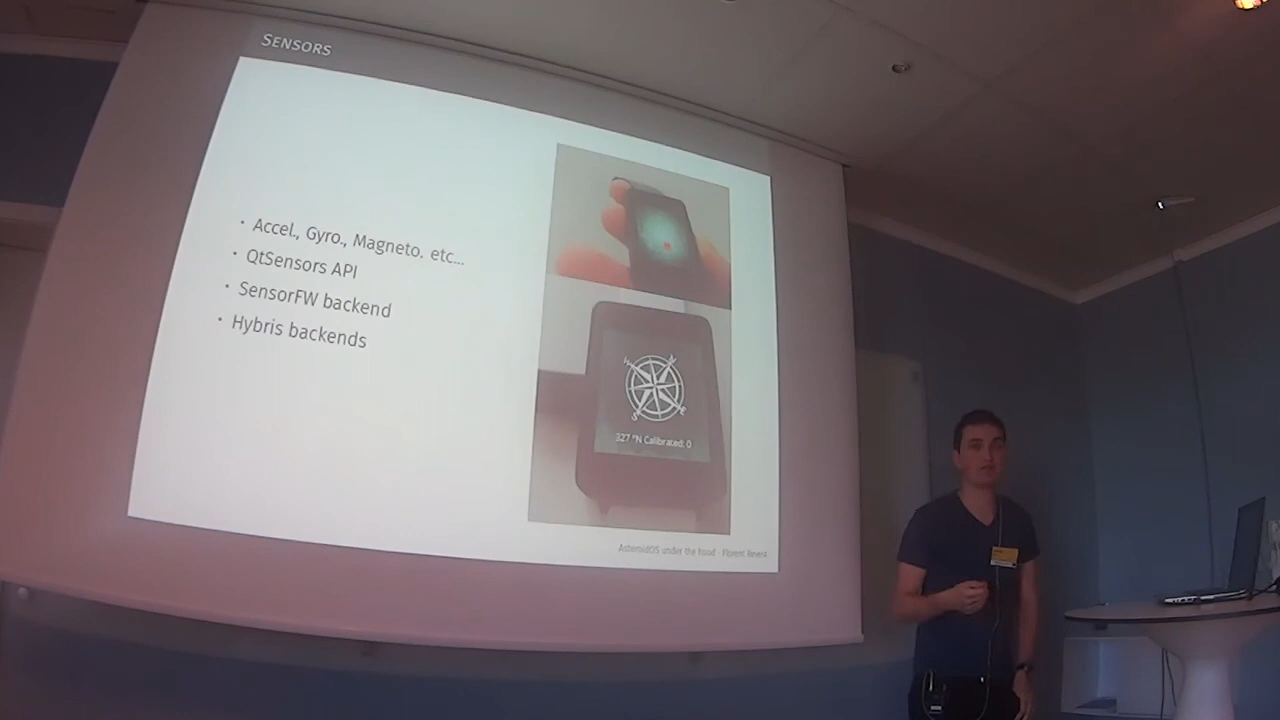 SENSORS
• Accel., Gyro., Magneto. etc...
• QtSensors API
• SensorFW backend
• Hybris backends
N
E
S
327 °N Calibrated: 0
AsteroidOS under the hood - Florent Revest